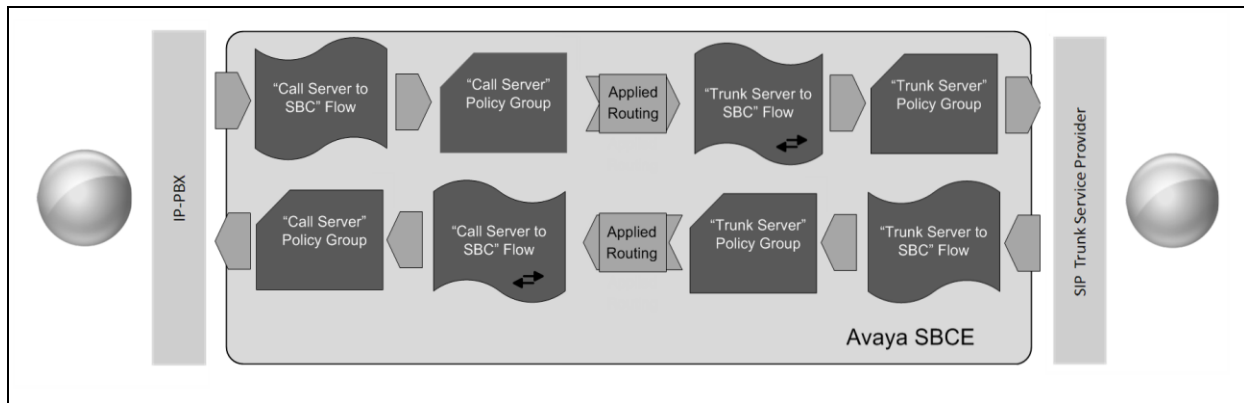 IP-PBX
“Call Server to
SBC” Flow
“Call Server”
Policy Group
Applied
Routing
“Trunk Server to
SBC” Flow
“Trunk Server”
Policy Group
“Call Server”
Policy Group
“Call Server to
SBC” Flow
Applied
Routing
“Trunk Server”
Policy Group
“Trunk Server to
SBC” Flow
Avaya SBCE
SIP Trunk Service Provider